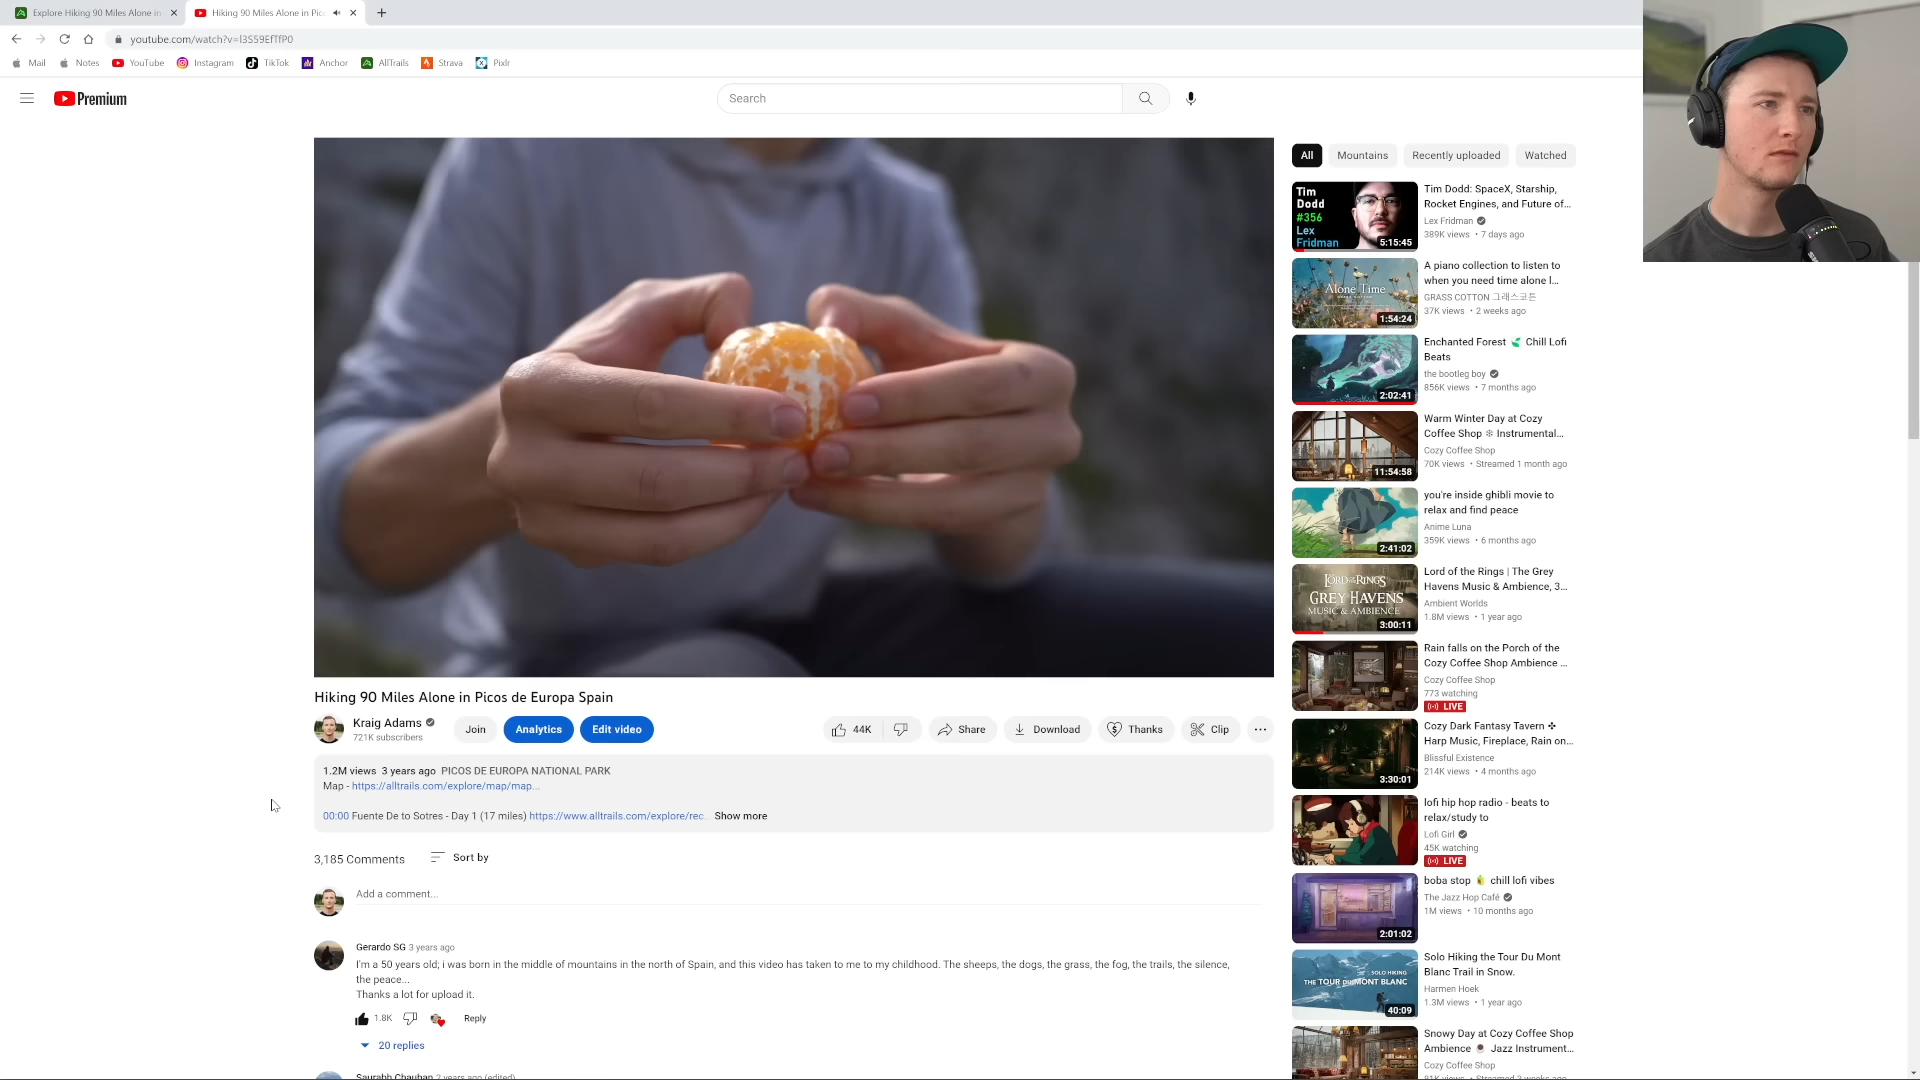 Explore Hiking 90 Miles Alone in
Hiking 90 Miles Alone in Pic
youtube.com/watch?v=l3S59EfTfP0
Mail
Notes
YouTube
Instagram
TikTok
Anchor
AllTrails
Strava
Pixlr
Premium
Search
All
Mountains
Recently uploaded
Watched
Tim
Dodd
#356
Lex
Fridman
5:15:45
Tim Dodd: SpaceX, Starship,
Rocket Engines, and Future of...
Lex Fridman
389K views • 7 days ago
Alone Time
1:54:24
A piano collection to listen to
when you need time alone l...
GRASS COTTON 그래스코튼
37K views • 2 weeks ago
2:02:41
Enchanted Forest 🍃 Chill Lofi
Beats
the bootleg boy
856K views • 7 months ago
11:54:58
Warm Winter Day at Cozy
Coffee Shop ❄ Instrumental...
Cozy Coffee Shop
70K views • Streamed 1 month ago
2:41:02
you're inside ghibli movie to
relax and find peace
Anime Luna
359K views • 6 months ago
LORD OF THE RINGS
GREY HAVENS
MUSIC & AMBIENCE
3:00:11
Lord of the Rings | The Grey
Havens Music & Ambience, 3...
Ambient Worlds
1.8M views • 1 year ago
Rain falls on the Porch of the
Cozy Coffee Shop Ambience ...
Cozy Coffee Shop
773 watching
LIVE
3:30:01
Cozy Dark Fantasy Tavern ✣
Harp Music, Fireplace, Rain on...
Blissful Existence
214K views • 4 months ago
lofi hip hop radio - beats to
relax/study to
Lofi Girl
45K watching
LIVE
2:01:02
boba stop 🍐 chill lofi vibes
The Jazz Hop Café
1M views • 10 months ago
SOLO HIKING
THE TOUR DU MONT BLANC
40:09
Solo Hiking the Tour Du Mont
Blanc Trail in Snow.
Harmen Hoek
1.3M views • 1 year ago
Snowy Day at Cozy Coffee Shop
Ambience ☕ Jazz Instrument...
Cozy Coffee Shop
Hiking 90 Miles Alone in Picos de Europa Spain
Kraig Adams
721K subscribers
Join
Analytics
Edit video
44K
Share
Download
Thanks
Clip
1.2M views 3 years ago PICOS DE EUROPA NATIONAL PARK
Map - https://alltrails.com/explore/map/map...
00:00 Fuente De to Sotres - Day 1 (17 miles) https://www.alltrails.com/explore/rec... Show more
3,185 Comments
Sort by
Add a comment...
Gerardo SG 3 years ago
I'm a 50 years old; i was born in the middle of mountains in the north of Spain, and this video has taken to me to my childhood. The sheeps, the dogs, the grass, the fog, the trails, the silence,
the peace...
Thanks a lot for upload it.
1.8K
Reply
20 replies
Saurabh Chauhan 2 years ago (edited)